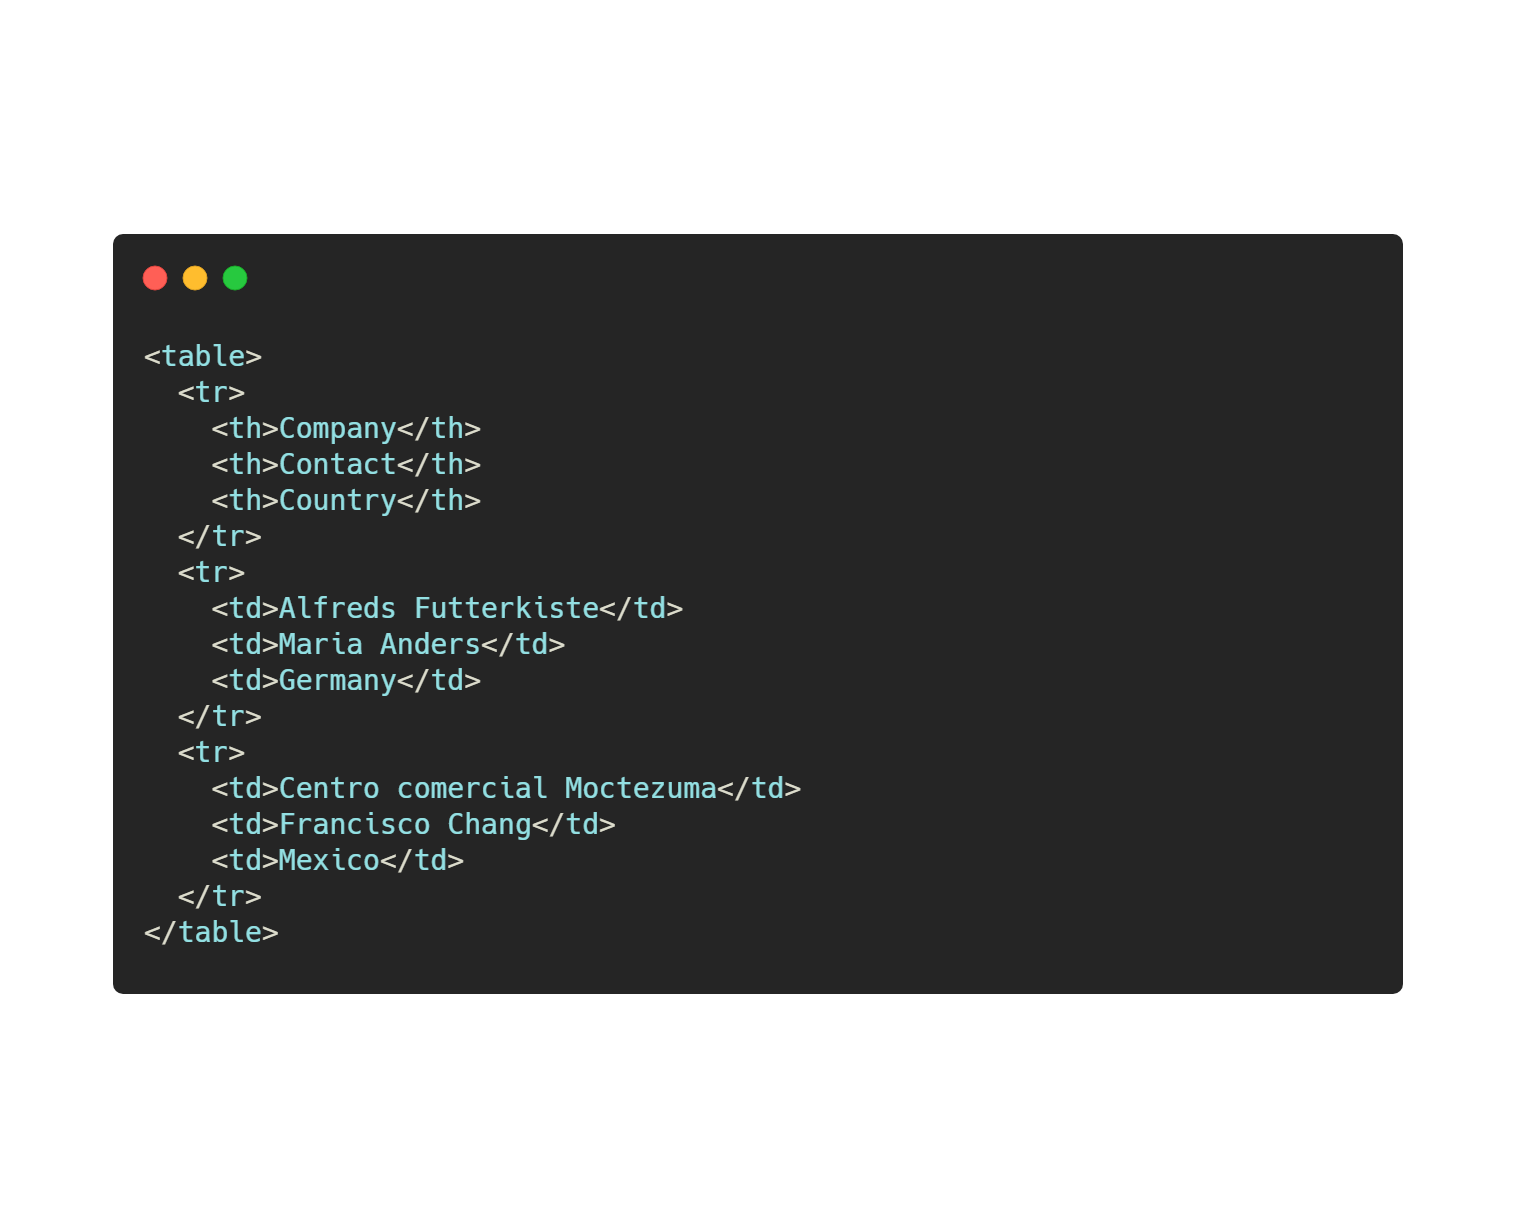 <table>
  <tr>
    <th>Company</th>
    <th>Contact</th>
    <th>Country</th>
  </tr>
  <tr>
    <td>Alfreds Futterkiste</td>
    <td>Maria Anders</td>
    <td>Germany</td>
  </tr>
  <tr>
    <td>Centro comercial Moctezuma</td>
    <td>Francisco Chang</td>
    <td>Mexico</td>
  </tr>
</table>